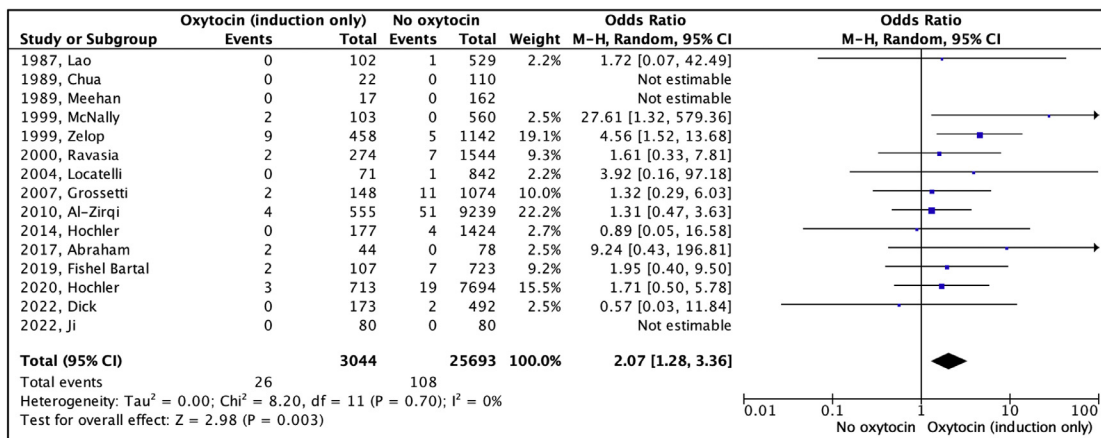 Oxytocin (induction only) No oxytocin Odds Ratio Odds Ratio
Study or Subgroup Events Total Events Total Weight M-H, Random, 95% CI M-H, Random, 95% CI
1987, Lao 0 102 1 529 2.2% 1.72 [0.07, 42.49]
1989, Chua 0 22 0 110 Not estimable
1989, Meehan 0 17 0 162 Not estimable
1999, McNally 2 103 0 560 2.5% 27.61 [1.32, 579.36]
1999, Zelop 9 458 5 1142 19.1% 4.56 [1.52, 13.68]
2000, Ravasia 2 274 7 1544 9.3% 1.61 [0.33, 7.81]
2004, Locatelli 0 71 1 842 2.2% 3.92 [0.16, 97.18]
2007, Grossetti 2 148 11 1074 10.0% 1.32 [0.29, 6.03]
2010, Al-Zirqi 4 555 51 9239 22.2% 1.31 [0.47, 3.63]
2014, Hochler 0 177 4 1424 2.7% 0.89 [0.05, 16.58]
2017, Abraham 2 44 0 78 2.5% 9.24 [0.43, 196.81]
2019, Fishel Bartal 2 107 7 723 9.2% 1.95 [0.40, 9.50]
2020, Hochler 3 713 19 7694 15.5% 1.71 [0.50, 5.78]
2022, Dick 0 173 2 492 2.5% 0.57 [0.03, 11.84]
2022, Ji 0 80 0 80 Not estimable
Total (95% CI) 3044 25693 100.0% 2.07 [1.28, 3.36]
Total events 26 108
Heterogeneity: Tau² = 0.00; Chi² = 8.20, df = 11 (P = 0.70); I² = 0%
Test for overall effect: Z = 2.98 (P = 0.003)
0.01 0.1 1 10 100
No oxytocin Oxytocin (induction only)